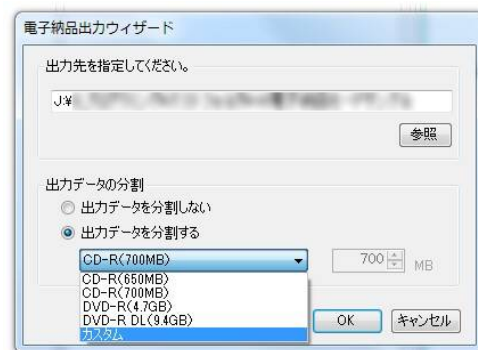 電子納品出力ウィザード
出力先を指定してください。
J:¥
参照
出力データの分割
出力データを分割しない
出力データを分割する
CD-R(700MB)
700
MB
CD-R(650MB)
CD-R(700MB)
DVD-R(4.7GB)
DVD-R DL(9.4GB)
カスタム
OK
キャンセル